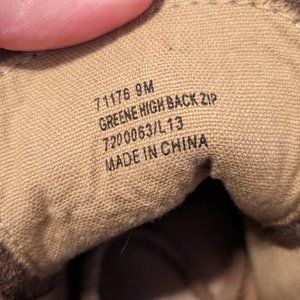 71176 9M
GREENE HIGH BACK ZIP
7200063/L13
MADE IN CHINA